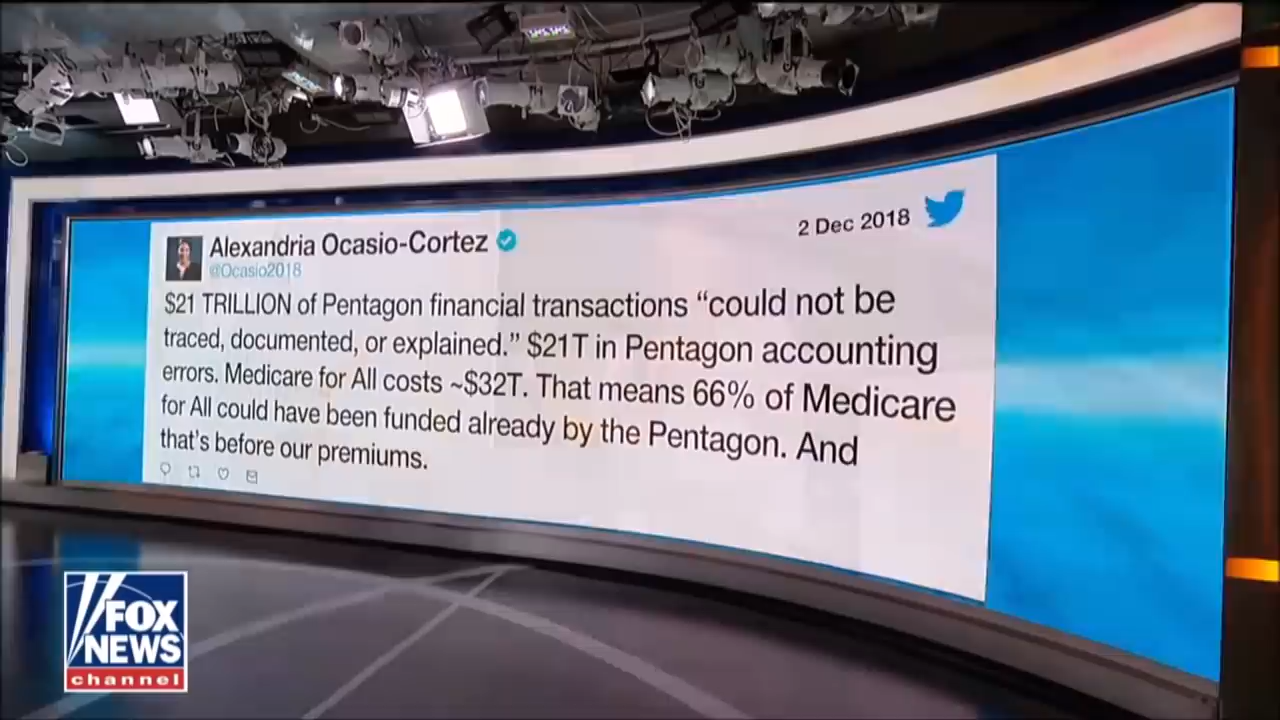 2 Dec 2018
Alexandria Ocasio-Cortez
@Ocasio2018
$21 TRILLION of Pentagon financial transactions “could not be
traced, documented, or explained.” $21T in Pentagon accounting
errors. Medicare for All costs ~$32T. That means 66% of Medicare
for All could have been funded already by the Pentagon. And
that's before our premiums.
FOX
NEWS
channel